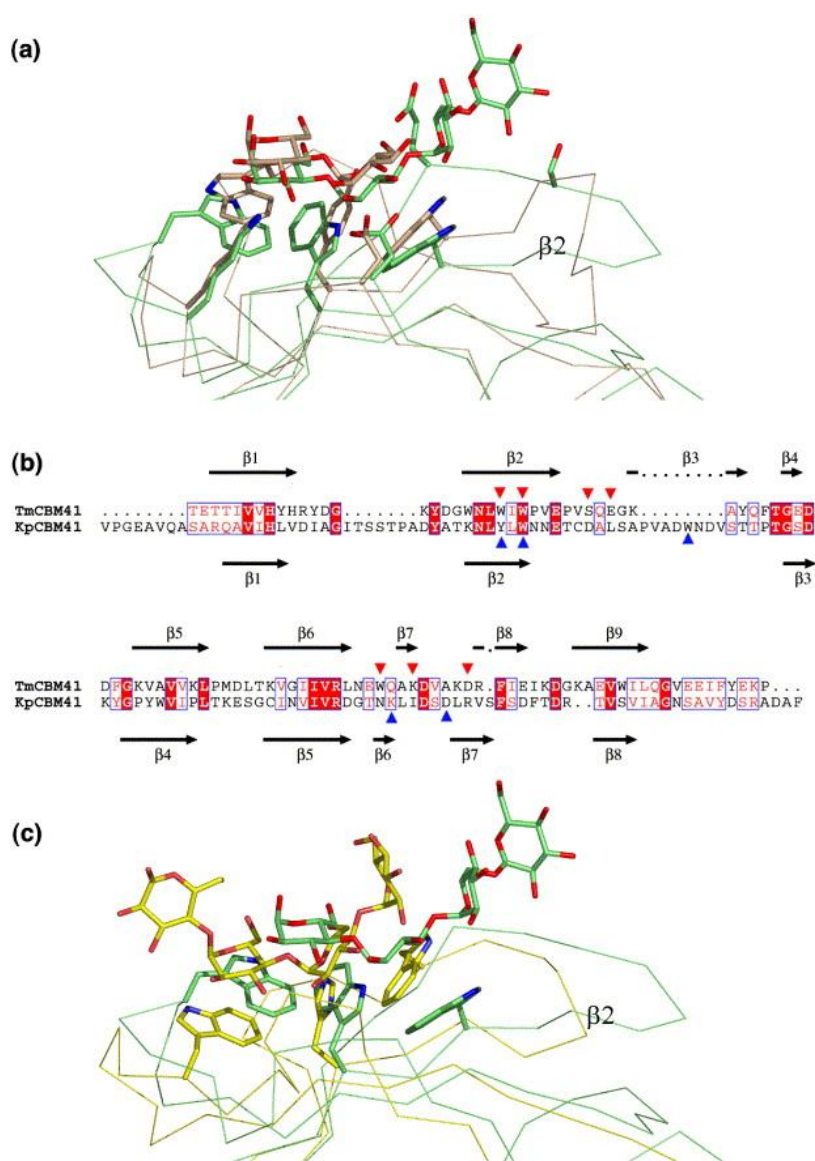 (a)
β2
(b)
β1 β2 β3 β4
TmCBM41 .........TETTIVVHYHRYDG.........KYDGWNLWIWPVEPVSQEGK.........AYQFTGED
KpCBM41 VPGEAVQASARQAVIHLVDIAGITSSTPADYATKNLYLWNNETCDALSAPVADWNDVSTTPTGSD
β1 β2 β3
β5 β6 β7 β8 β9
TmCBM41 DFGKVAVVKLPMDLTKVGIIVRLNEWQAKDVAKDR.FIEIKDGKAEVWILQGVEEIFYEKP...
KpCBM41 KYGPYWVIPLTKESGCINVIVRDGTNKLIDSDLRVSFSDFTDR..TVSVIAGNSAVYDSRADAF
β4 β5 β6 β7 β8
(c)
β2